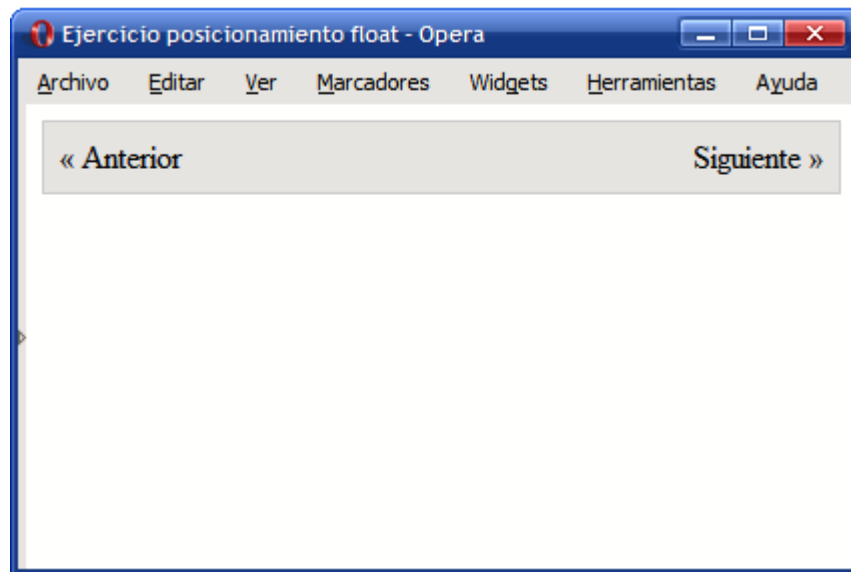 Ejercicio posicionamiento float - Opera
Archivo Editar Ver Marcadores Widgets Herramientas Ayuda
« Anterior Siguiente »